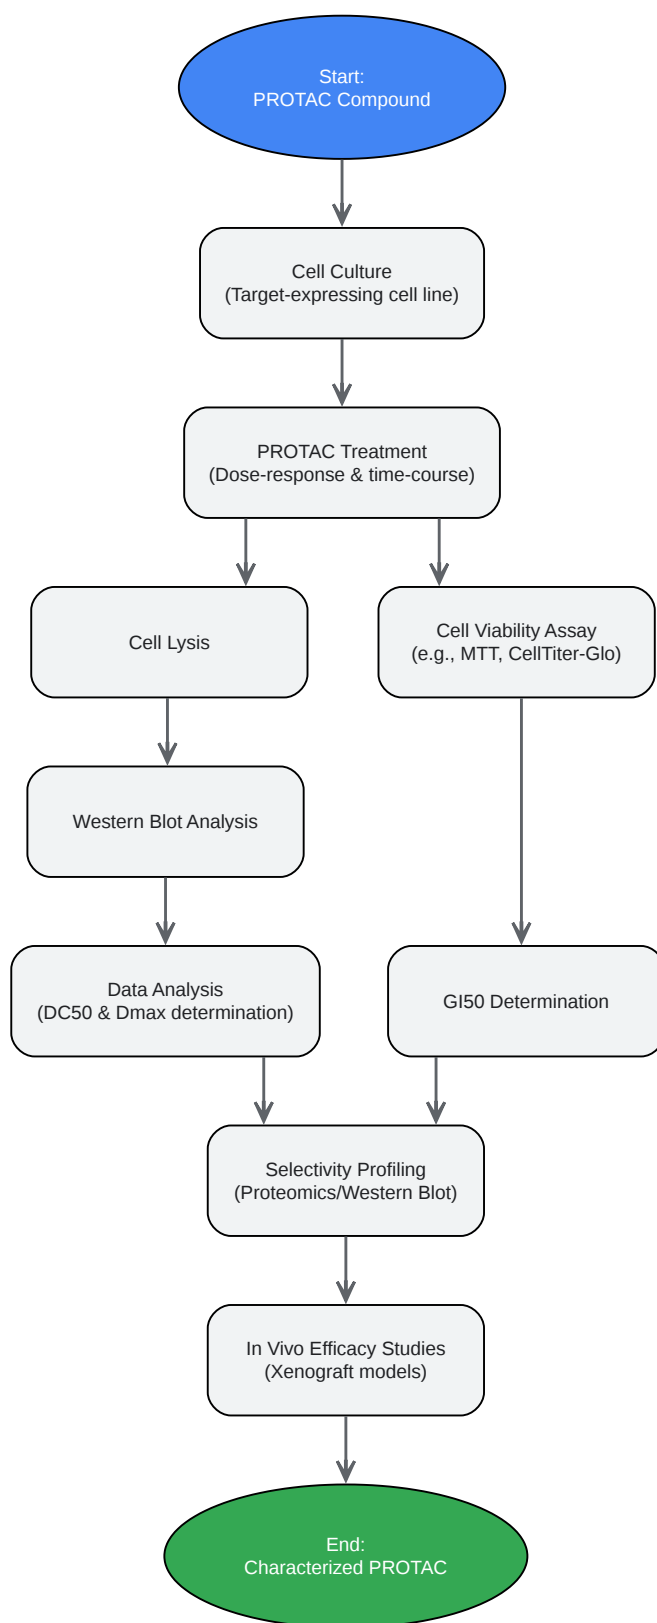 Start:
PROTAC Compound
Cell Culture
(Target-expressing cell line)
PROTAC Treatment
(Dose-response & time-course)
Cell Lysis
Cell Viability Assay
(e.g., MTT, CellTiter-Glo)
Western Blot Analysis
Data Analysis
(DC50 & Dmax determination)
GI50 Determination
Selectivity Profiling
(Proteomics/Western Blot)
In Vivo Efficacy Studies
(Xenograft models)
End:
Characterized PROTAC